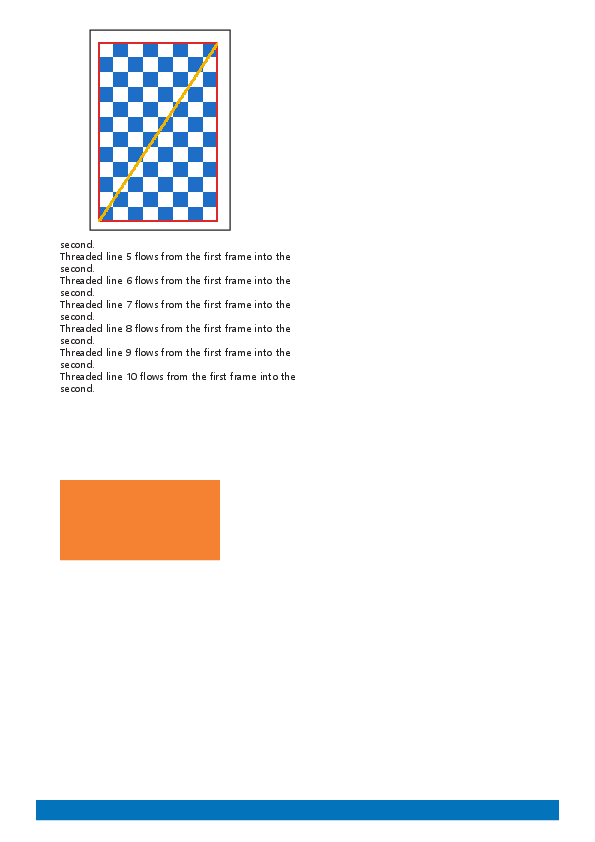 second.
Threaded line 5 flows from the first frame into the
second.
Threaded line 6 flows from the first frame into the
second.
Threaded line 7 flows from the first frame into the
second.
Threaded line 8 flows from the first frame into the
second.
Threaded line 9 flows from the first frame into the
second.
Threaded line 10 flows from the first frame into the
second.